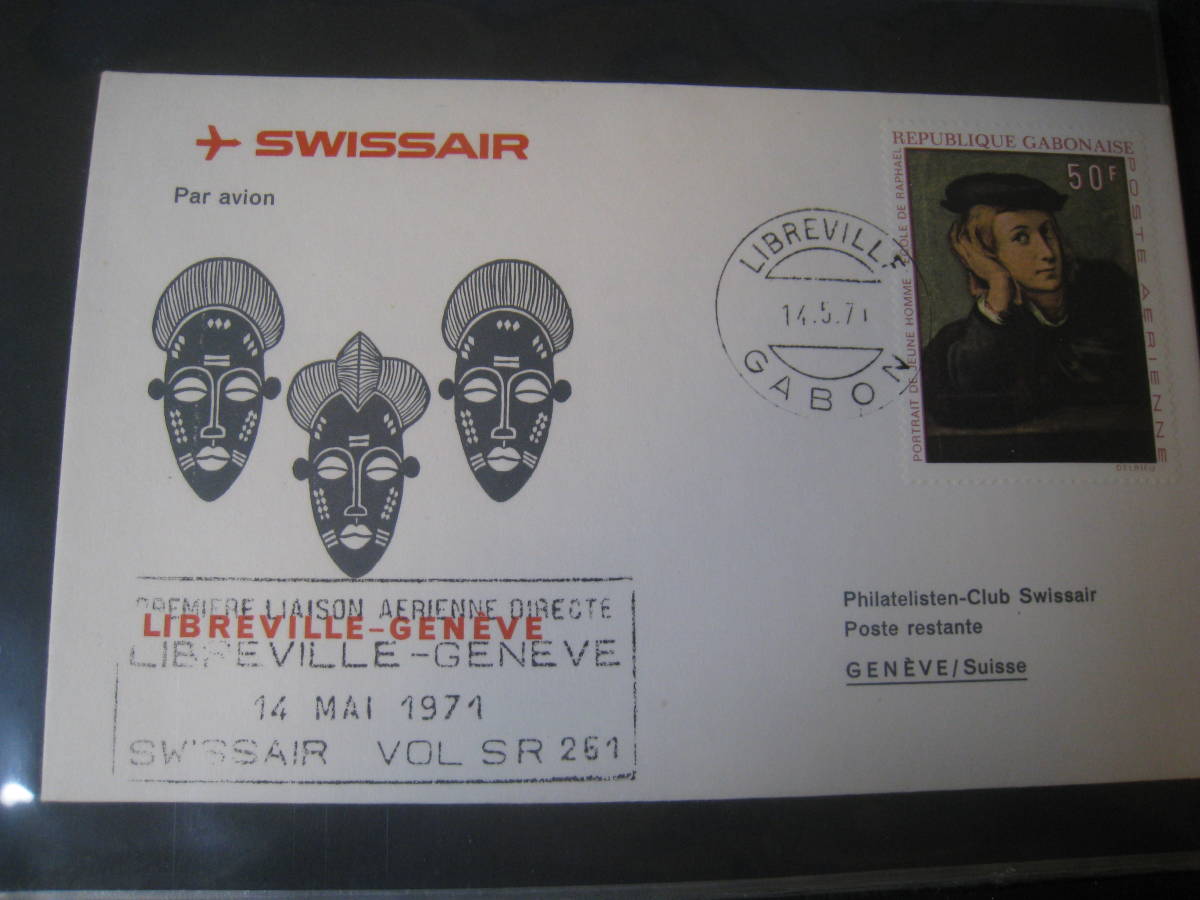 SWISSAIR
Par avion
REPUBLIQUE GABONAISE
50F
POSTE AERIENNE
PORTRAIT DE JEUNE HOMME - ECOLE DE RAPHAEL
DELRIEU
LIBREVILLE
14.5.71
GABON
PREMIERE LIAISON AERIENNE DIRECTE
LIBREVILLE-GENÈVE
LIBREVILLE-GENEVE
14 MAI 1971
SWISSAIR VOL SR 261
Philatelisten-Club Swissair
Poste restante
GENÈVE/Suisse